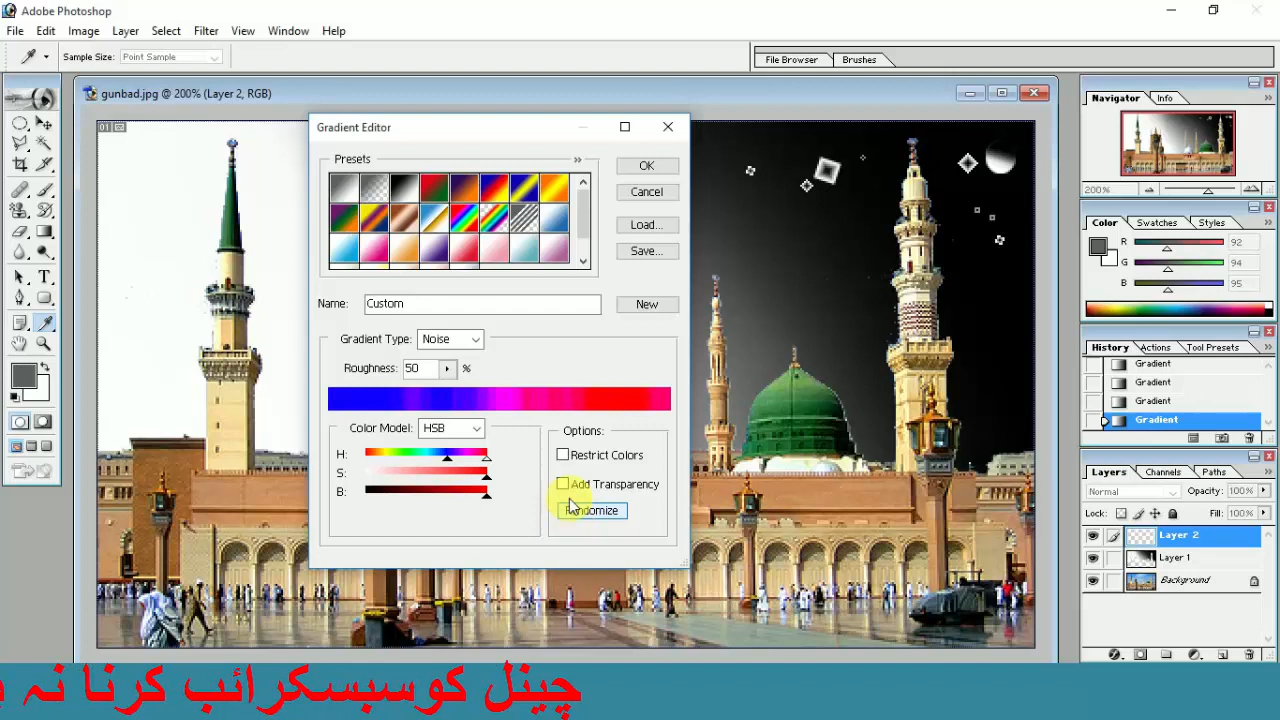 Adobe Photoshop
File Edit Image Layer Select Filter View Window Help
Sample Size: Point Sample
File Browser Brushes
gunbad.jpg @ 200% (Layer 2, RGB)
Gradient Editor
Presets
OK
Cancel
Load...
Save...
Name: Custom
New
Gradient Type: Noise
Roughness: 50 %
Color Model: HSB
H:
S:
B:
Options:
Restrict Colors
Add Transparency
Randomize
Navigator Info
200%
Color Swatches Styles
R 92
G 94
B 95
History Actions Tool Presets
Gradient
Gradient
Gradient
Gradient
Layers Channels Paths
Normal Opacity: 100%
Lock: Fill: 100%
Layer 2
Layer 1
Background
چینل کوسبسکرائب کرنا نہ